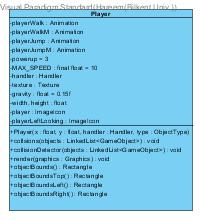 Visual Paradigm Standard(Haseem(Bilkent Univ.))
Player
-playerWalk : Animation
-playerWalkM : Animation
-playerJump : Animation
-playerJumpM : Animation
-powerup = 3
-MAX_SPEED : final float = 10
-handler : Handler
-texture : Texture
-gravity : float = 0.15f
-width, height : float
-player : ImageIcon
-playerLeftLooking : ImageIcon
+Player(x : float, y : float, handler : Handler, type : ObjectType)
+collisions(objects : LinkedList<GameObject>) : void
+collisionDetector(objects : LinkedList<GameObject>) : void
+render(graphics : Graphics) : void
+objectBounds() : Rectangle
+objectBoundsTop() : Rectangle
+objectBoundsLeft() : Rectangle
+objectBoundsRight() : Rectangle